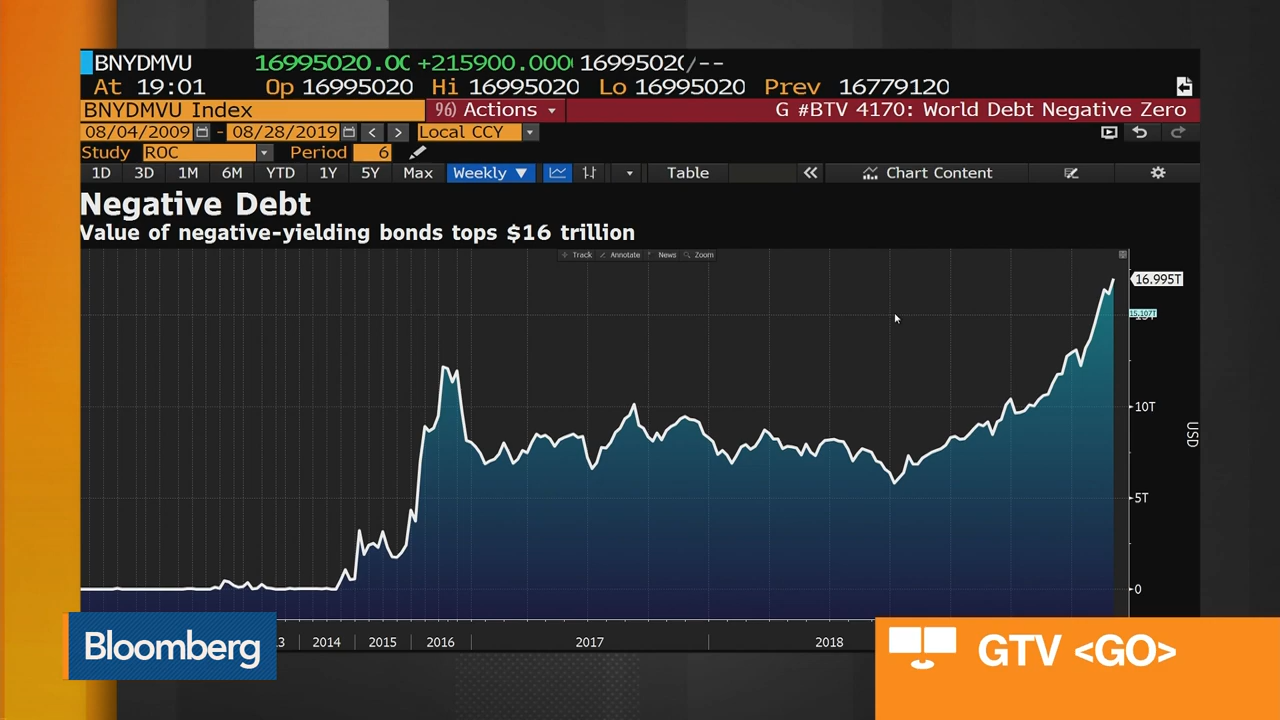 BNYDMVU 16995020.00 +215900.000 1699502 /--
At 19:01 Op 16995020 Hi 16995020 Lo 16995020 Prev 16779120
BNYDMVU Index 96) Actions G #BTV 4170: World Debt Negative Zero
08/04/2009 - 08/28/2019 < > Local CCY
Study ROC Period 6
1D 3D 1M 6M YTD 1Y 5Y Max Weekly ▼ Table « Chart Content
Negative Debt
Value of negative-yielding bonds tops $16 trillion
Track Annotate News Zoom
16.995T
15.107T
10T
USD
5T
0
3 2014 2015 2016 2017 2018
Bloomberg
GTV <GO>